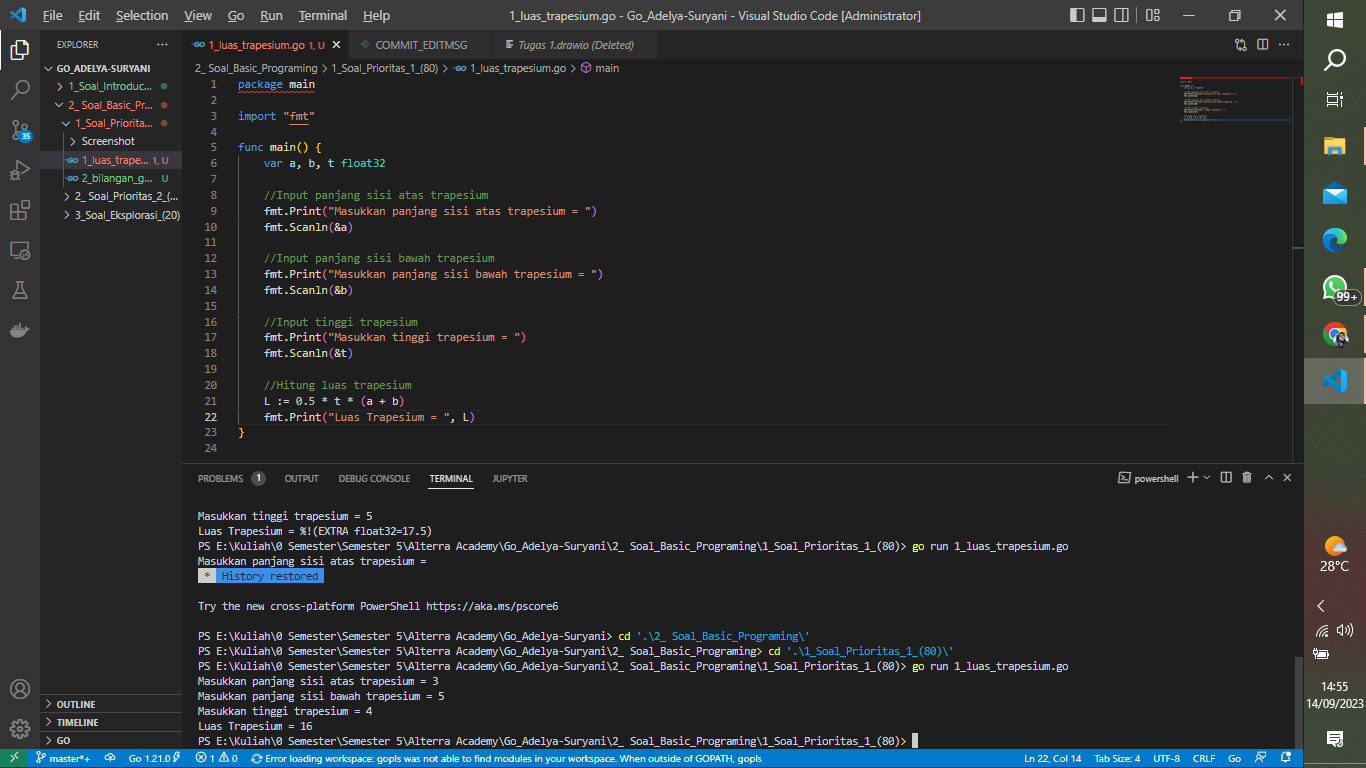 File Edit Selection View Go Run Terminal Help 1_luas_trapesium.go - Go_Adelya-Suryani - Visual Studio Code [Administrator]
EXPLORER ···
GO_ADELYA-SURYANI
1_Soal_Introduc...
2_ Soal_Basic_Pr...
1_Soal_Priorita...
Screenshot
1_luas_trape... 1, U
2_bilangan_g... U
2_ Soal_Prioritas_2_(...
3_Soal_Eksplorasi_(20)
35
OUTLINE
TIMELINE
GO
1_luas_trapesium.go 1, U COMMIT_EDITMSG Tugas 1.drawio (Deleted)
2_ Soal_Basic_Programing > 1_Soal_Prioritas_1_(80) > 1_luas_trapesium.go > main
1 package main
2
3 import "fmt"
4
5 func main() {
6 var a, b, t float32
7
8 //Input panjang sisi atas trapesium
9 fmt.Print("Masukkan panjang sisi atas trapesium = ")
10 fmt.Scanln(&a)
11
12 //Input panjang sisi bawah trapesium
13 fmt.Print("Masukkan panjang sisi bawah trapesium = ")
14 fmt.Scanln(&b)
15
16 //Input tinggi trapesium
17 fmt.Print("Masukkan tinggi trapesium = ")
18 fmt.Scanln(&t)
19
20 //Hitung luas trapesium
21 L := 0.5 * t * (a + b)
22 fmt.Print("Luas Trapesium = ", L)
23 }
24
PROBLEMS 1 OUTPUT DEBUG CONSOLE TERMINAL JUPYTER powershell
Masukkan tinggi trapesium = 5
Luas Trapesium = %!(EXTRA float32=17.5)
PS E:\Kuliah\0 Semester\Semester 5\Alterra Academy\Go_Adelya-Suryani\2_ Soal_Basic_Programing\1_Soal_Prioritas_1_(80)> go run 1_luas_trapesium.go
Masukkan panjang sisi atas trapesium =
* History restored
Try the new cross-platform PowerShell https://aka.ms/pscore6
PS E:\Kuliah\0 Semester\Semester 5\Alterra Academy\Go_Adelya-Suryani> cd '.\2_ Soal_Basic_Programing\'
PS E:\Kuliah\0 Semester\Semester 5\Alterra Academy\Go_Adelya-Suryani\2_ Soal_Basic_Programing> cd '.\1_Soal_Prioritas_1_(80)\'
PS E:\Kuliah\0 Semester\Semester 5\Alterra Academy\Go_Adelya-Suryani\2_ Soal_Basic_Programing\1_Soal_Prioritas_1_(80)> go run 1_luas_trapesium.go
Masukkan panjang sisi atas trapesium = 3
Masukkan panjang sisi bawah trapesium = 5
Masukkan tinggi trapesium = 4
Luas Trapesium = 16
PS E:\Kuliah\0 Semester\Semester 5\Alterra Academy\Go_Adelya-Suryani\2_ Soal_Basic_Programing\1_Soal_Prioritas_1_(80)>
master*+ Go 1.21.0 1 0 Error loading workspace: gopls was not able to find modules in your workspace. When outside of GOPATH, gopls Ln 22, Col 14 Tab Size: 4 UTF-8 CRLF Go
99+
28°C
14:55
14/09/2023